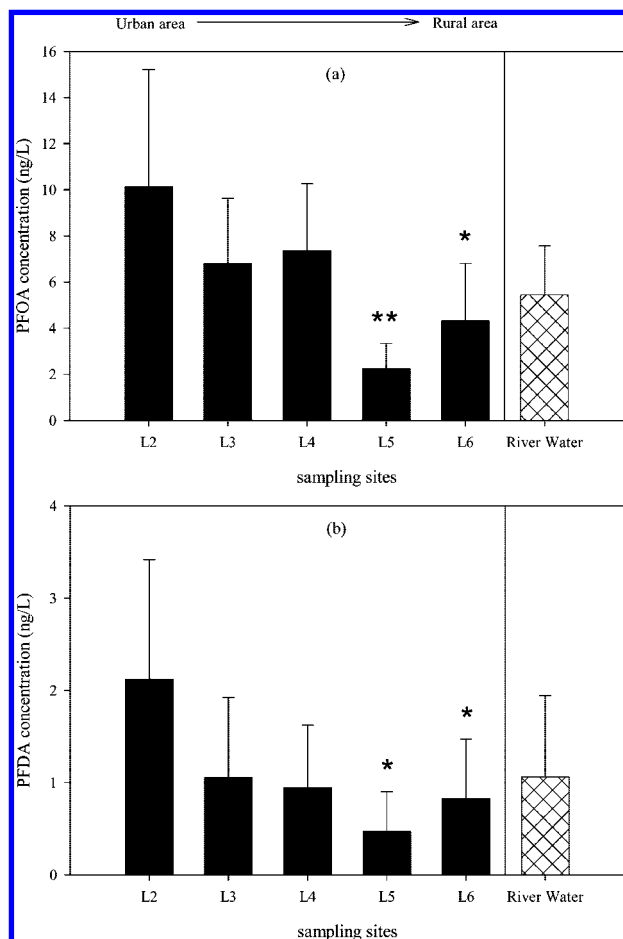 Urban area Rural area
16
(a)
14
12
10
8
6
4
2
0
PFOA concentration (ng/L)
*
**
L2 L3 L4 L5 L6 River Water
sampling sites
4
(b)
3
2
1
0
PFDA concentration (ng/L)
*
*
L2 L3 L4 L5 L6 River Water
sampling sites